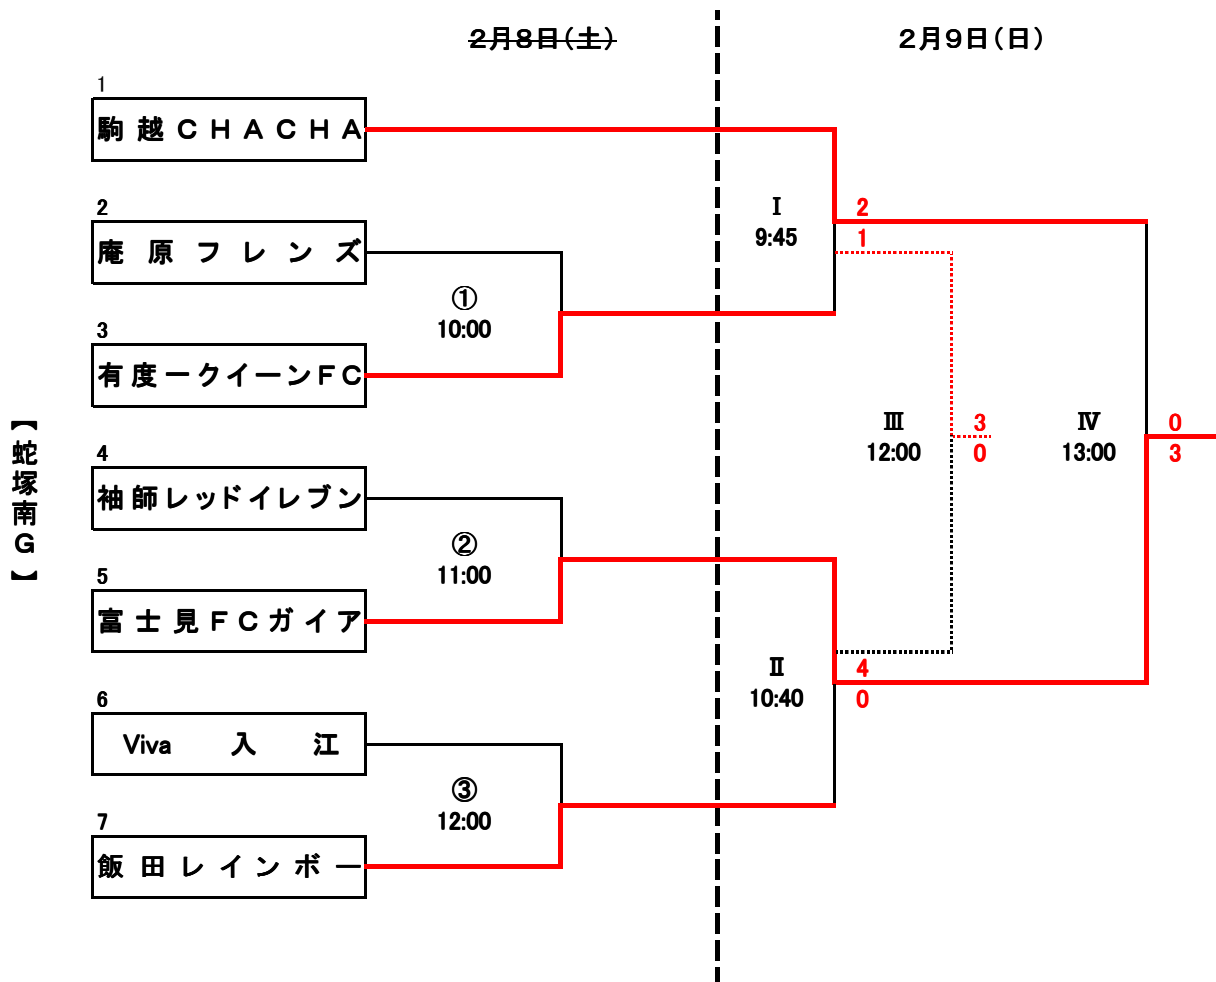 2月8日(土)
2月9日(日)
1
駒越CHACHA
2
庵原フレンズ
①
10:00
3
有度ークイーンFC
4
袖師レッドイレブン
②
11:00
5
富士見FCガイア
6
Viva 入江
③
12:00
7
飯田レインボー
【蛇塚南G】
Ⅰ
9:45
2
1
Ⅱ
10:40
4
0
Ⅲ
12:00
3
0
Ⅳ
13:00
0
3